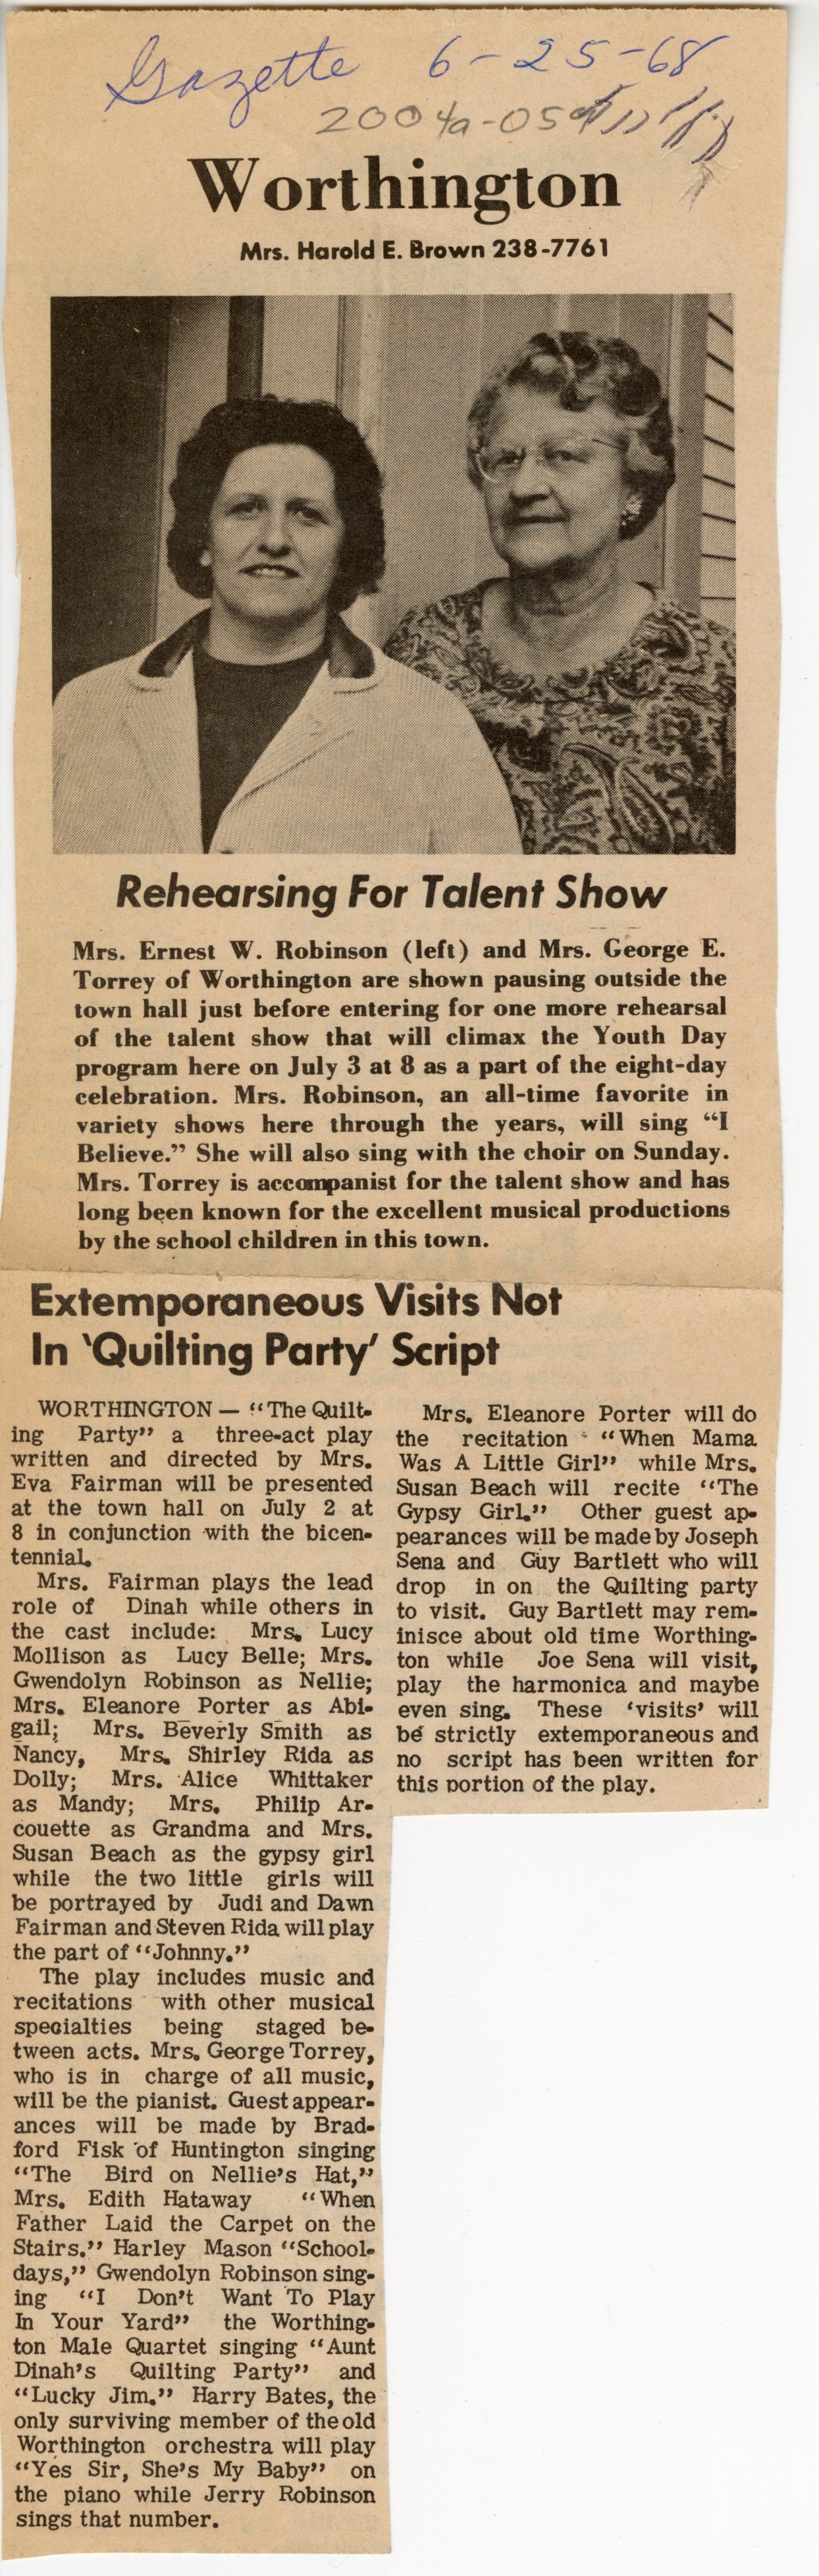 Gazette 6-25-68
2004a-05
Worthington
Mrs. Harold E. Brown 238-7761
Rehearsing For Talent Show
Mrs. Ernest W. Robinson (left) and Mrs. George E.
Torrey of Worthington are shown pausing outside the
town hall just before entering for one more rehearsal
of the talent show that will climax the Youth Day
program here on July 3 at 8 as a part of the eight-day
celebration. Mrs. Robinson, an all-time favorite in
variety shows here through the years, will sing “I
Believe.” She will also sing with the choir on Sunday.
Mrs. Torrey is accompanist for the talent show and has
long been known for the excellent musical productions
by the school children in this town.
Extemporaneous Visits Not
In ‘Quilting Party’ Script
WORTHINGTON — “The Quilt-
ing Party” a three-act play
written and directed by Mrs.
Eva Fairman will be presented
at the town hall on July 2 at
8 in conjunction with the bicen-
tennial.
Mrs. Fairman plays the lead
role of Dinah while others in
the cast include: Mrs. Lucy
Mollison as Lucy Belle; Mrs.
Gwendolyn Robinson as Nellie;
Mrs. Eleanore Porter as Abi-
gail; Mrs. Beverly Smith as
Nancy, Mrs. Shirley Rida as
Dolly; Mrs. Alice Whittaker
as Mandy; Mrs. Philip Ar-
couette as Grandma and Mrs.
Susan Beach as the gypsy girl
while the two little girls will
be portrayed by Judi and Dawn
Fairman and Steven Rida will play
the part of “Johnny.”
The play includes music and
recitations with other musical
specialties being staged be-
tween acts. Mrs. George Torrey,
who is in charge of all music,
will be the pianist. Guest appear-
ances will be made by Brad-
ford Fisk of Huntington singing
“The Bird on Nellie’s Hat,”
Mrs. Edith Hataway “When
Father Laid the Carpet on the
Stairs.” Harley Mason “School-
days,” Gwendolyn Robinson sing-
ing “I Don’t Want To Play
In Your Yard” the Worthing-
ton Male Quartet singing “Aunt
Dinah’s Quilting Party” and
“Lucky Jim.” Harry Bates, the
only surviving member of the old
Worthington orchestra will play
“Yes Sir, She’s My Baby” on
the piano while Jerry Robinson
sings that number.
Mrs. Eleanore Porter will do
the recitation “When Mama
Was A Little Girl” while Mrs.
Susan Beach will recite “The
Gypsy Girl.” Other guest ap-
pearances will be made by Joseph
Sena and Guy Bartlett who will
drop in on the Quilting party
to visit. Guy Bartlett may rem-
inisce about old time Worthing-
ton while Joe Sena will visit,
play the harmonica and maybe
even sing. These ‘visits’ will
be strictly extemporaneous and
no script has been written for
this portion of the play.